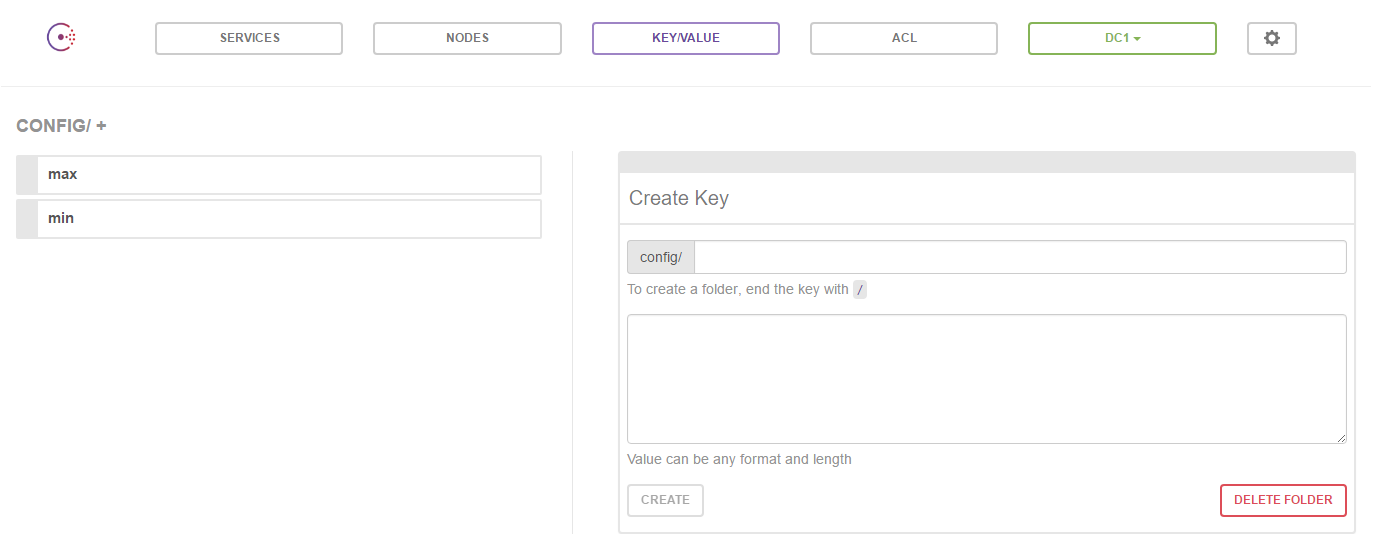 SERVICES NODES KEY/VALUE ACL DC1
CONFIG/ +
max
min
Create Key
config/
To create a folder, end the key with /
Value can be any format and length
CREATE DELETE FOLDER